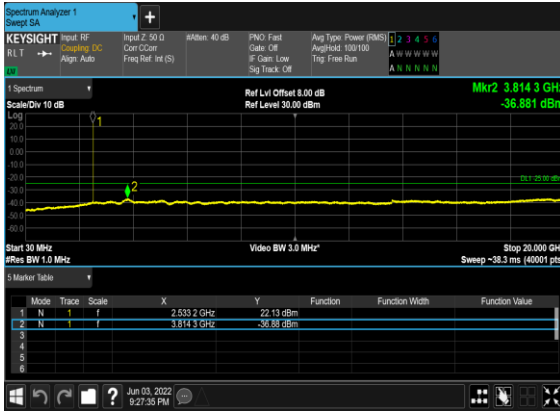 Spectrum Analyzer 1
Swept SA
+
KEYSIGHT Input: RF Input Z: 50 Ω #Atten: 40 dB PNO: Fast Avg Type: Power (RMS) 1 2 3 4 5 6
RLT Coupling: DC Corr CCorr Gate: Off Avg|Hold: 100/100 A W W W W W
Align: Auto Freq Ref: Int (S) IF Gain: Low Trig: Free Run
Sig Track: Off A N N N N N
1 Spectrum Ref Lvl Offset 8.00 dB Mkr2 3.814 3 GHz
Scale/Div 10 dB Ref Level 30.00 dBm -36.881 dBm
Log
20.0
10.0
0.00
-10.0
-20.0
-30.0
-40.0
-50.0
-60.0
1
2
DL1 -25.00 dBm
Start 30 MHz Video BW 3.0 MHz* Stop 20.000 GH
#Res BW 1.0 MHz Sweep ~38.3 ms (40001 pts
5 Marker Table
Mode Trace Scale X Y Function Function Width Function Value
1 N 1 f 2.533 2 GHz 22.13 dBm
2 N 1 f 3.814 3 GHz -36.88 dBm
3
4
5
6
? Jun 03, 2022
9:27:35 PM